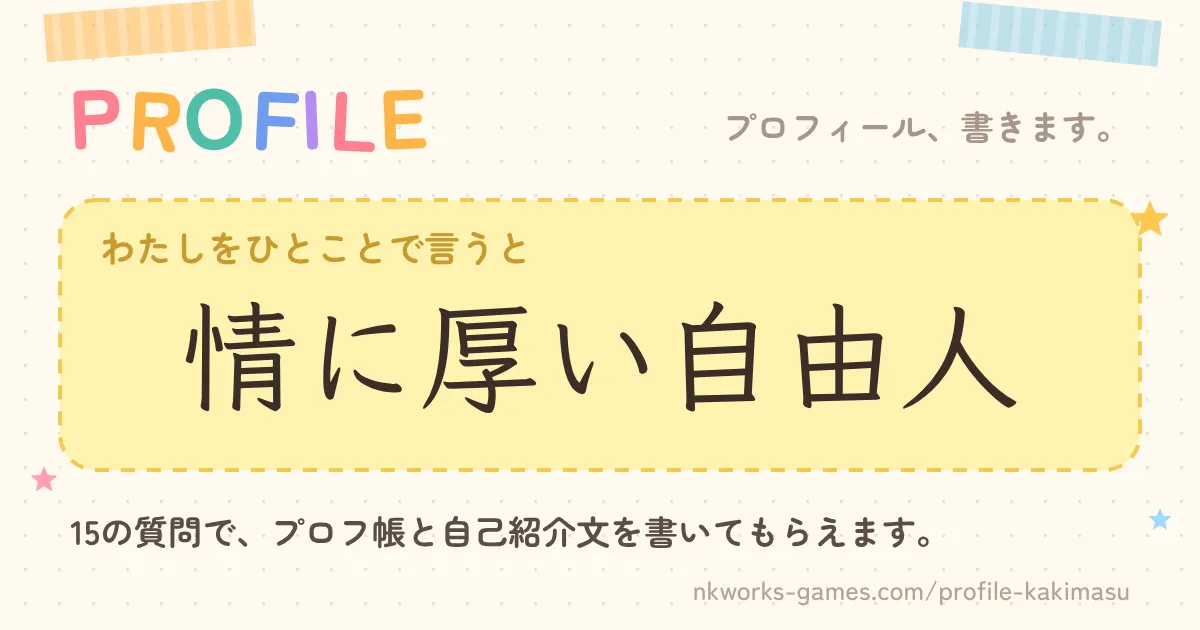 PROFILE
プロフィール、書きます。
わたしをひとことで言うと
情に厚い自由人
15の質問で、プロフ帳と自己紹介文を書いてもらえます。
nkworks-games.com/profile-kakimasu